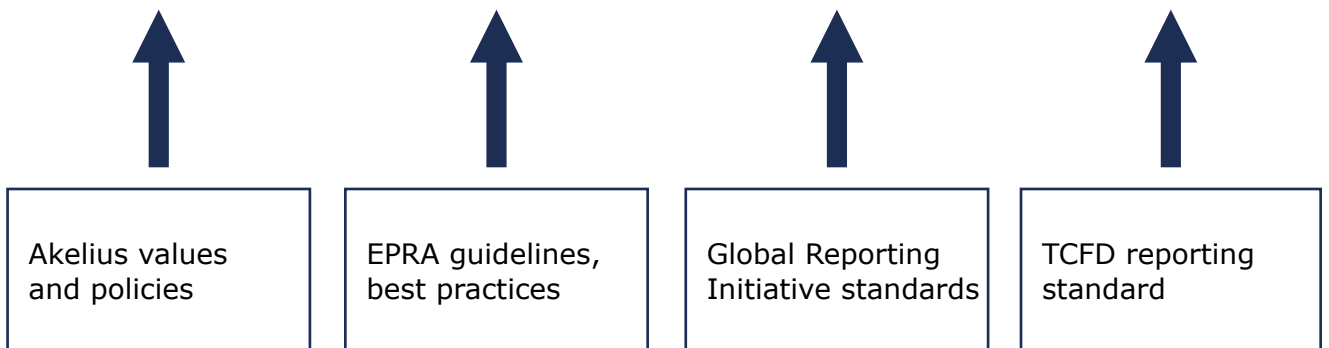 Akelius values
and policies
EPRA guidelines,
best practices
Global Reporting
Initiative standards
TCFD reporting
standard